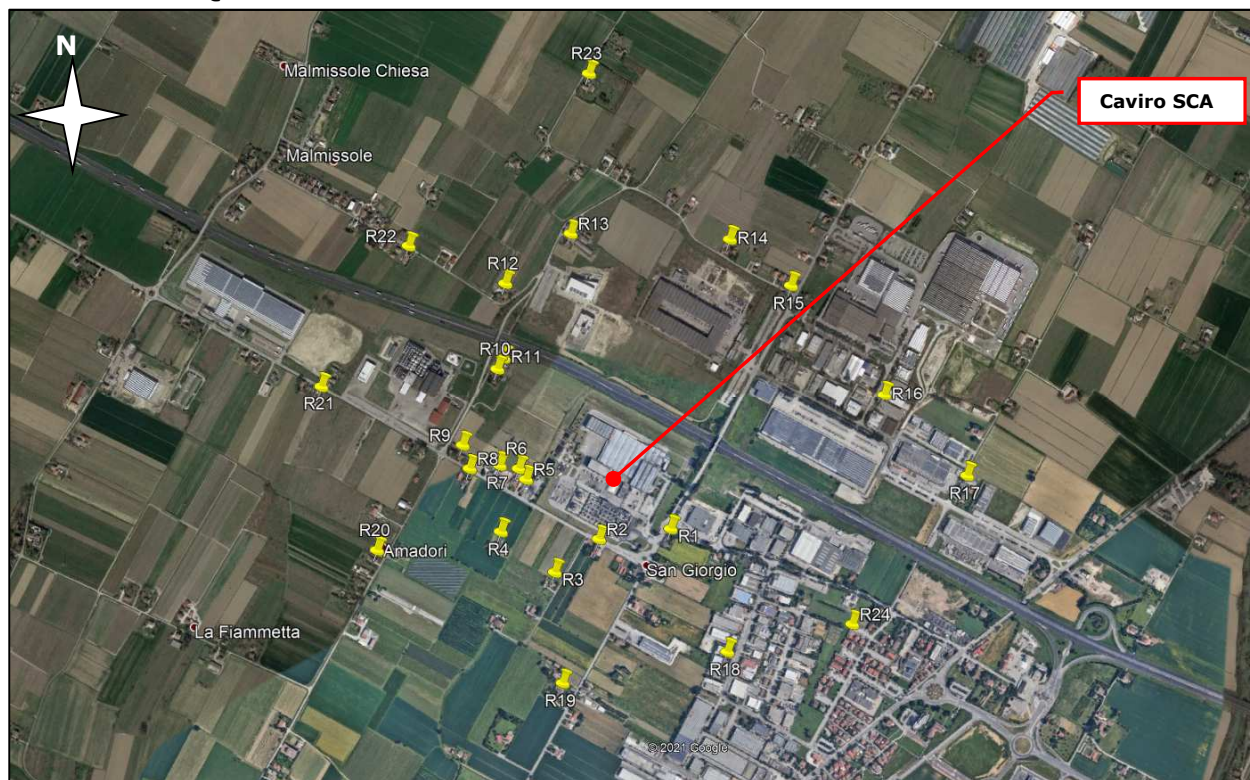 N
R23
Malmissole Chiesa
Caviro SCA
Malmissole
R13
R14
R22
R12
R15
R10
R11
R21
R16
R9
R6
R8
R5
R7
R17
R4
R2
R1
R20
Amadori
San Giorgio
R3
R24
La Fiammetta
R18
R19
© 2021 Google